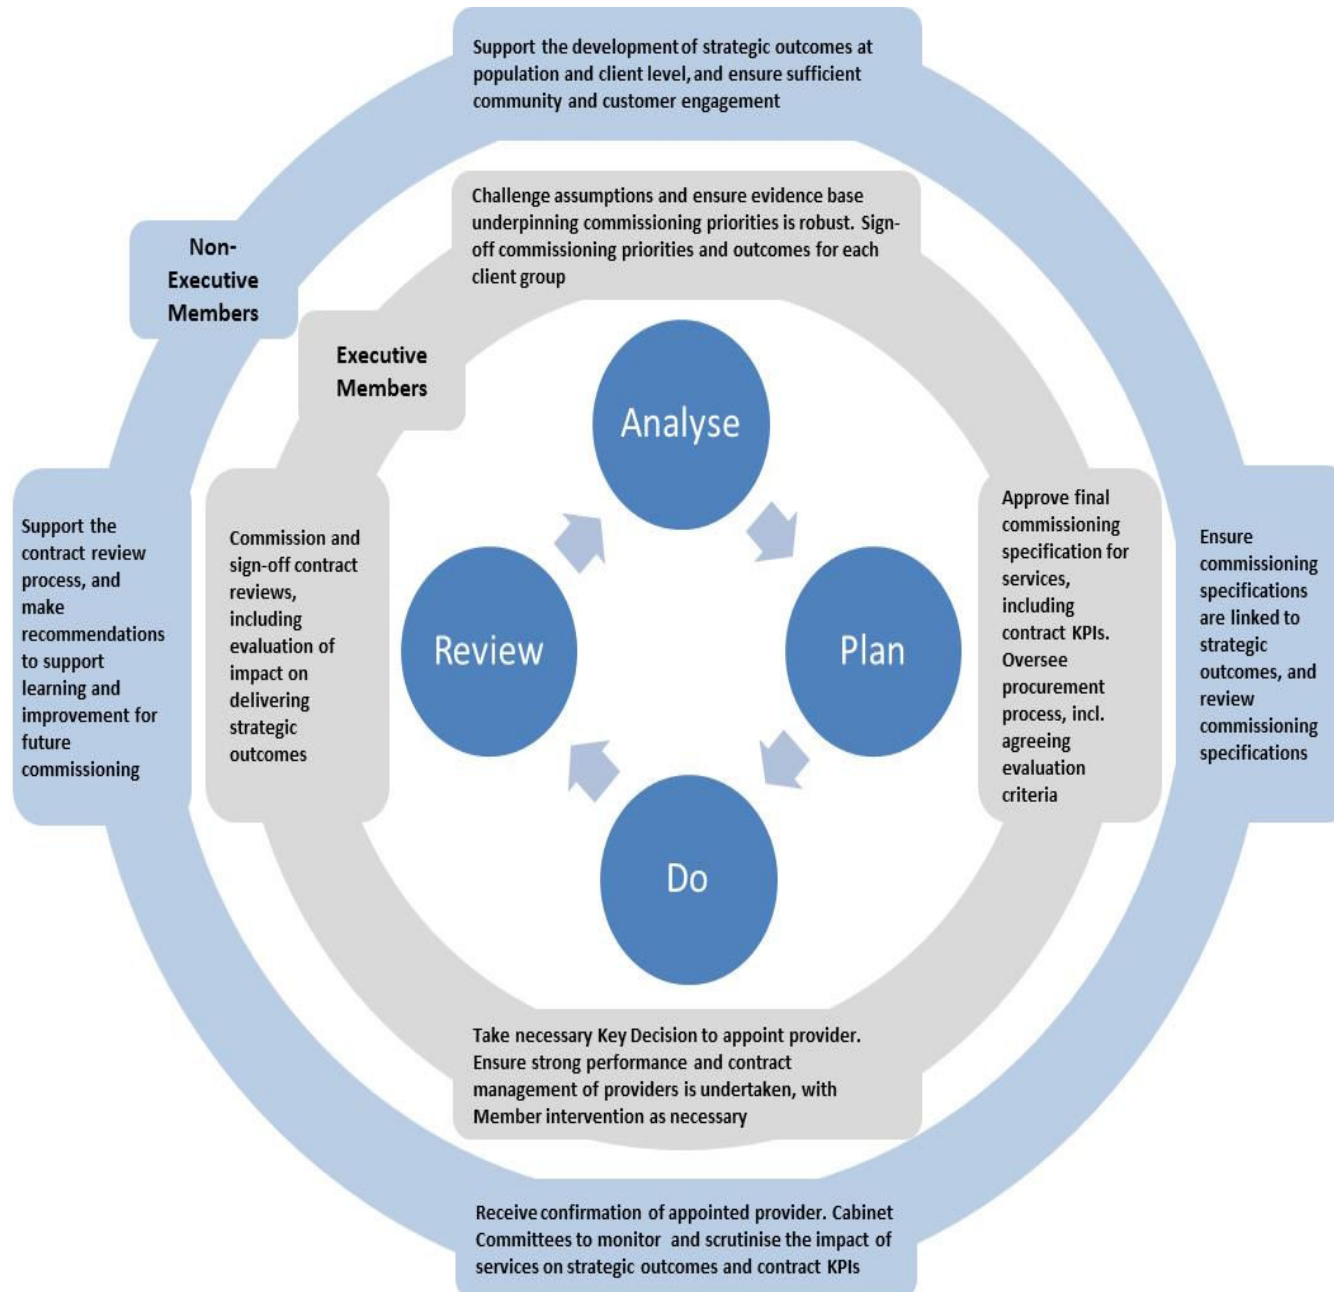 Support the development of strategic outcomes at
population and client level, and ensure sufficient
community and customer engagement
Challenge assumptions and ensure evidence base
underpinning commissioning priorities is robust. Sign-
off commissioning priorities and outcomes for each
client group
Non-
Executive
Members
Executive
Members
Analyse
Support the
contract review
process, and
make
recommendations
to support
learning and
improvement for
future
commissioning
Commission and
sign-off contract
reviews,
including
evaluation of
impact on
delivering
strategic
outcomes
Review
Plan
Approve final
commissioning
specification for
services,
including
contract KPIs.
Oversee
procurement
process, incl.
agreeing
evaluation
criteria
Ensure
commissioning
specifications
are linked to
strategic
outcomes, and
review
commissioning
specifications
Do
Take necessary Key Decision to appoint provider.
Ensure strong performance and contract
management of providers is undertaken, with
Member intervention as necessary
Receive confirmation of appointed provider. Cabinet
Committees to monitor and scrutinise the impact of
services on strategic outcomes and contract KPIs